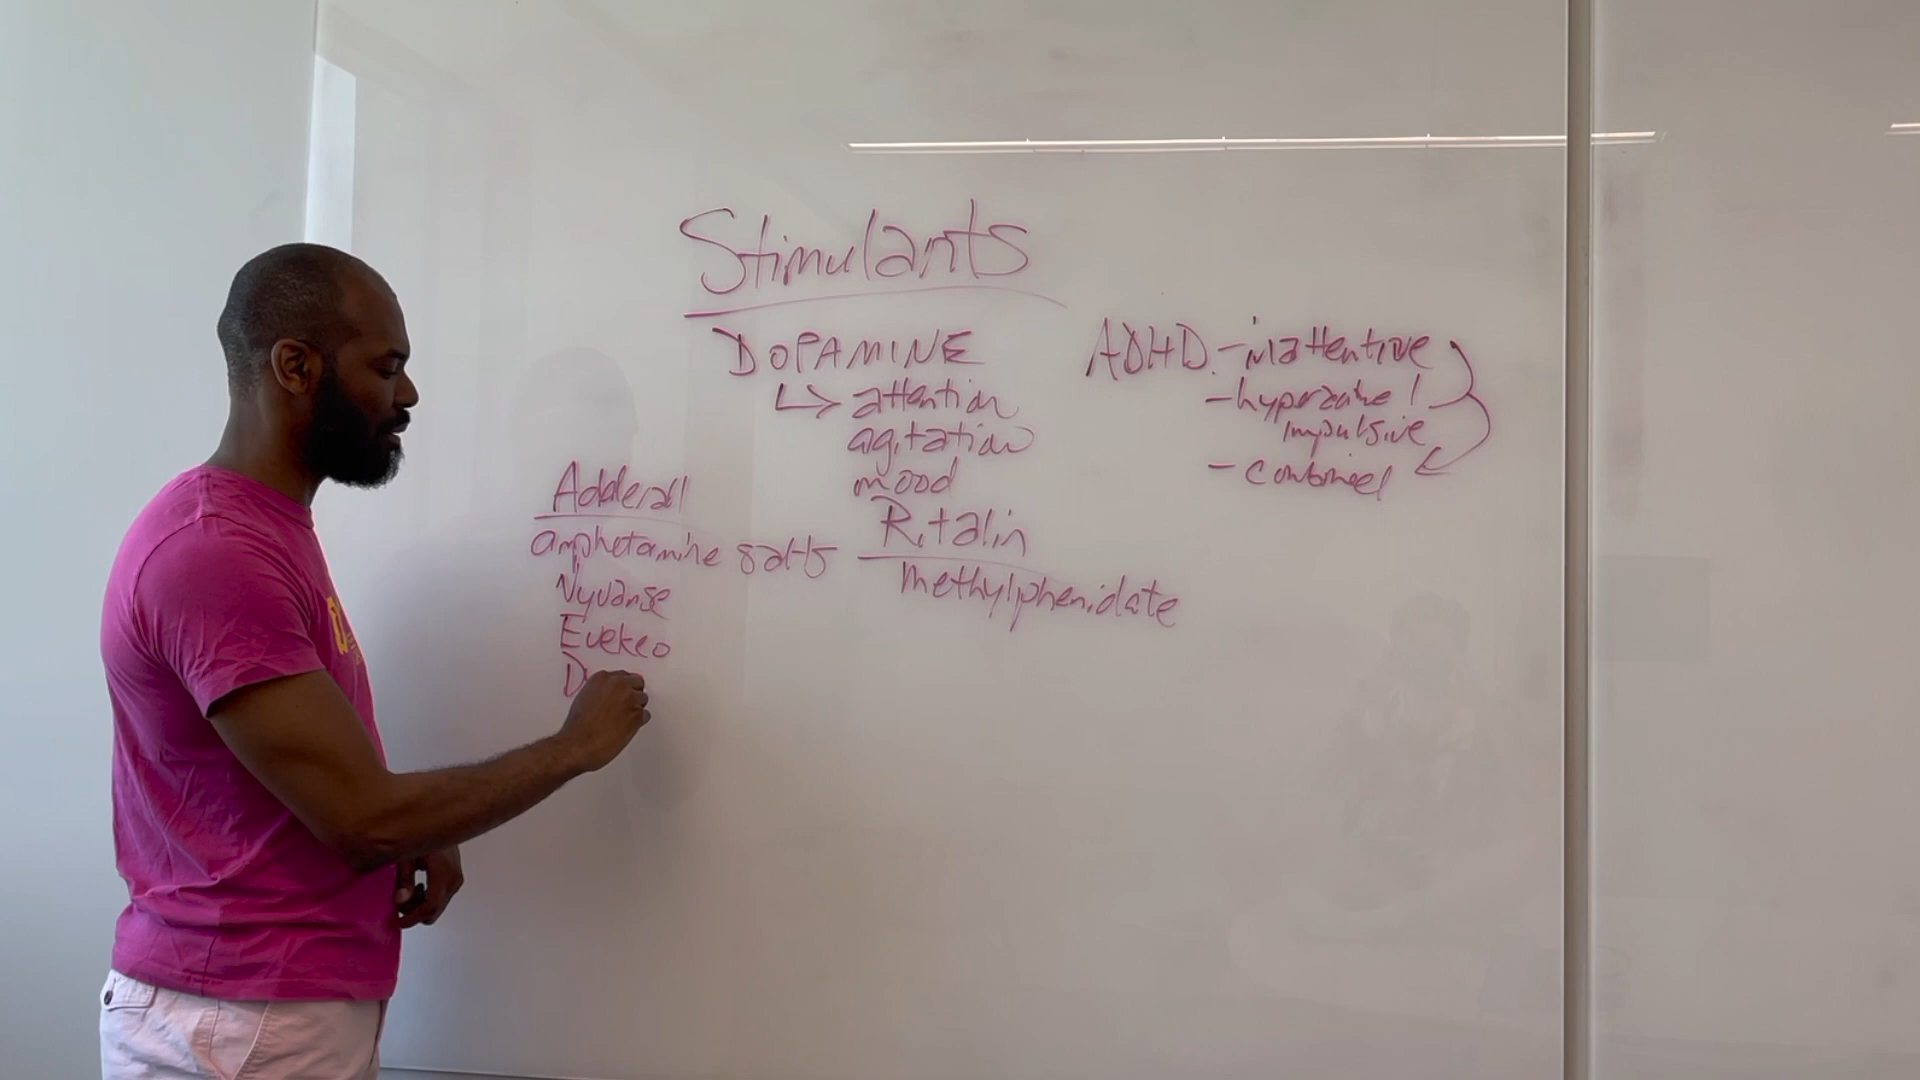 Stimulants
DOPAMINE
↳ attention
agitation
mood
ADHD - inattentive
- hyperactive /
impulsive
- combined
Adderall
amphetamine salts
Vyvanse
Evekeo
D
Ritalin
methylphenidate